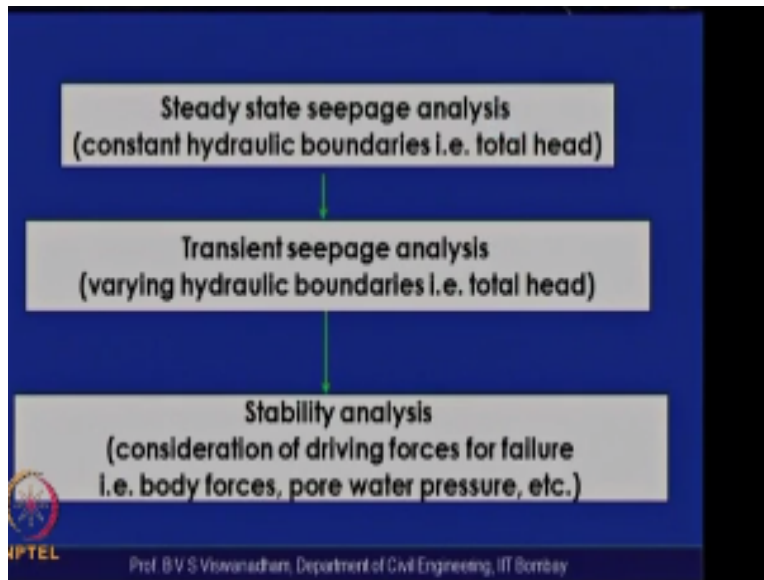 Steady state seepage analysis
(constant hydraulic boundaries i.e. total head)
Transient seepage analysis
(varying hydraulic boundaries i.e. total head)
Stability analysis
(consideration of driving forces for failure
i.e. body forces, pore water pressure, etc.)
NPTEL
Prof. B V S Viswanadham, Department of Civil Engineering, IIT Bombay